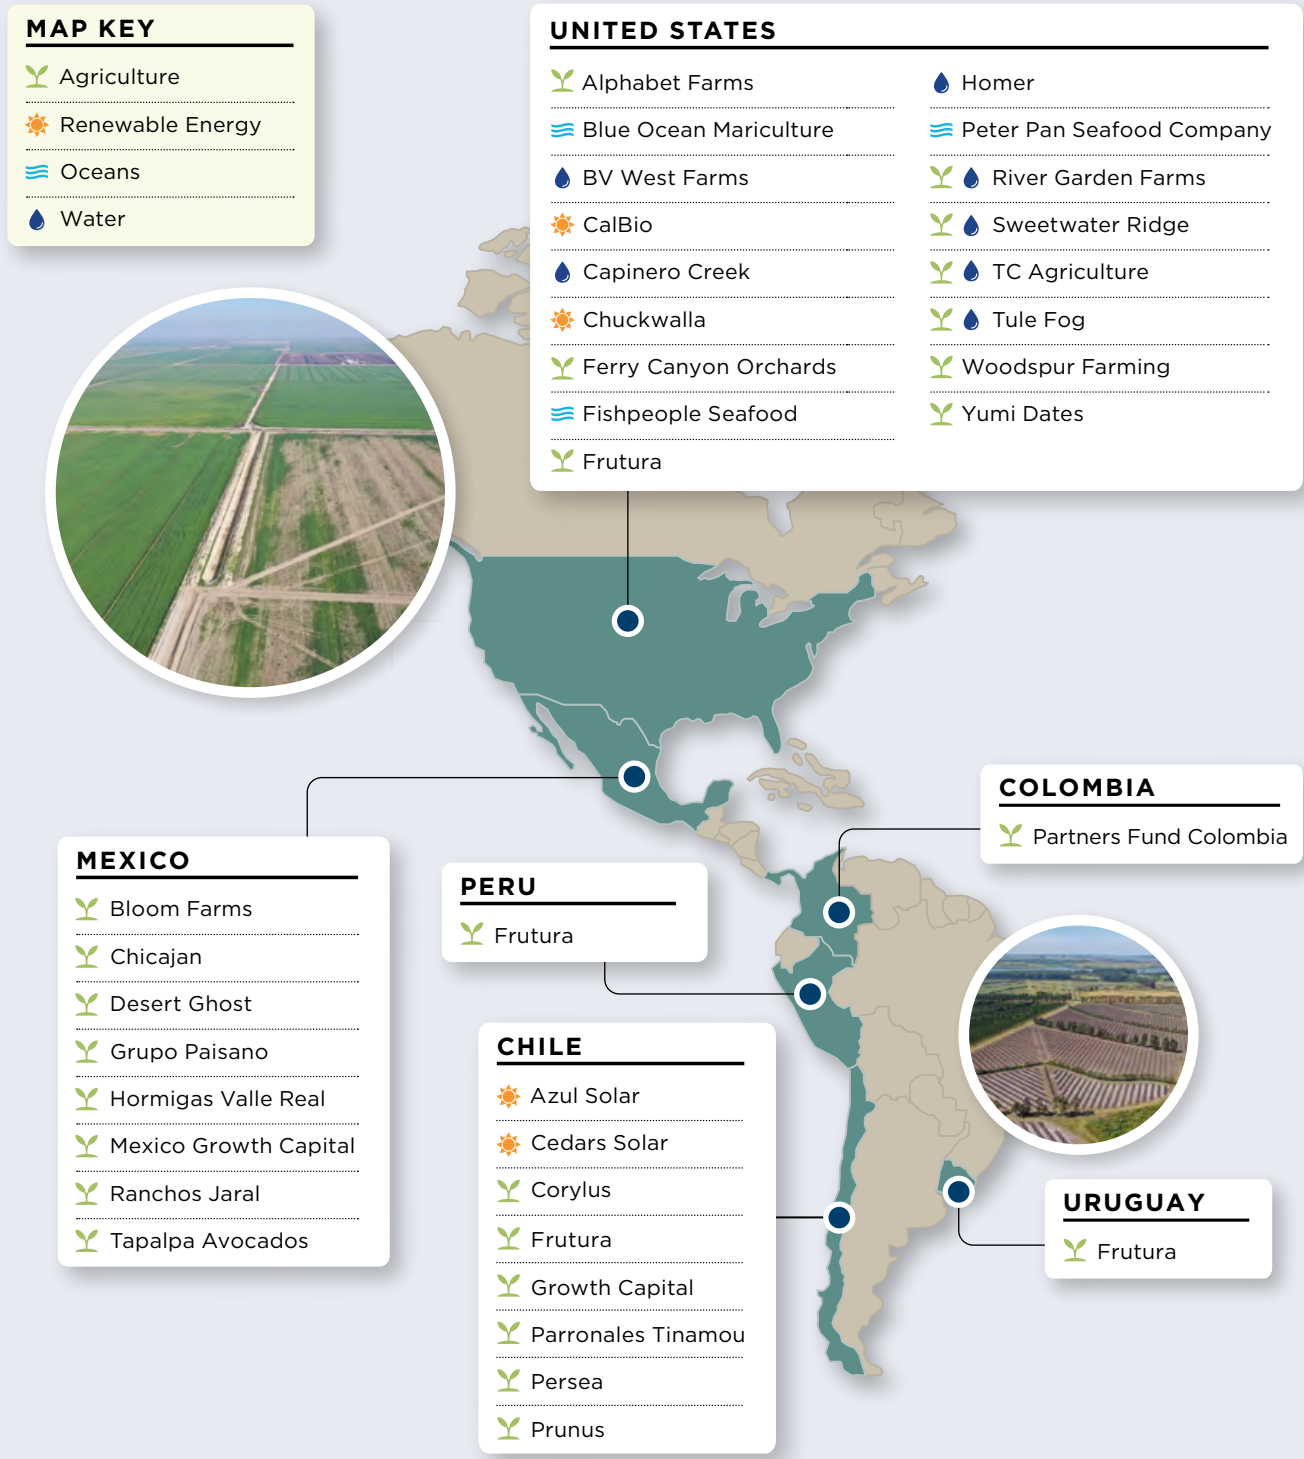 MAP KEY
Agriculture
Renewable Energy
Oceans
Water
UNITED STATES
Alphabet Farms
Blue Ocean Mariculture
BV West Farms
CalBio
Capinero Creek
Chuckwalla
Ferry Canyon Orchards
Fishpeople Seafood
Frutura
Homer
Peter Pan Seafood Company
River Garden Farms
Sweetwater Ridge
TC Agriculture
Tule Fog
Woodspur Farming
Yumi Dates
COLOMBIA
Partners Fund Colombia
MEXICO
Bloom Farms
Chicajan
Desert Ghost
Grupo Paisano
Hormigas Valle Real
Mexico Growth Capital
Ranchos Jaral
Tapalpa Avocados
PERU
Frutura
CHILE
Azul Solar
Cedars Solar
Corylus
Frutura
Growth Capital
Parronales Tinamou
Persea
Prunus
URUGUAY
Frutura